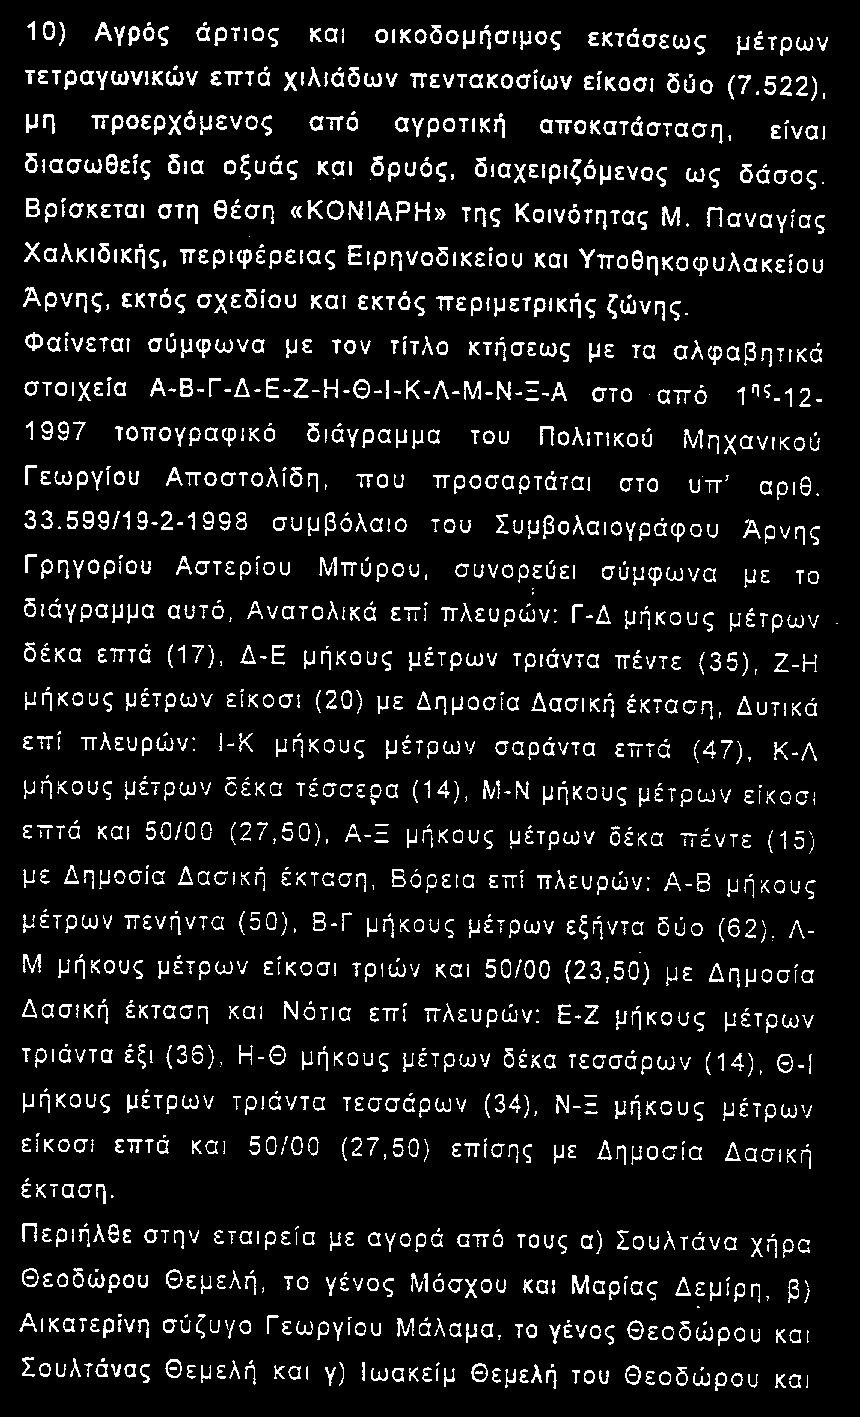 10) Αγρός άρτιος και οικοδομήσιμος εκτάσεως μέτρων
τετραγωνικών επτά χιλιάδων πεντακοσίων είκοσι δύο (7.522),
μη προερχόμενος από αγροτική αποκατάσταση, είναι
διασωθείς δια οξυάς και δρυός, διαχειριζόμενος ως δάσος.
Βρίσκεται στη θέση «ΚΟΝΙΑΡΗ» της Κοινότητας Μ. Παναγίας
Χαλκιδικής, περιφέρειας Ειρηνοδικείου και Υποθηκοφυλακείου
Άρνης, εκτός σχεδίου και εκτός περιμετρικής ζώνης.
Φαίνεται σύμφωνα με τον τίτλο κτήσεως με τα αλφαβητικά
στοιχεία Α-Β-Γ-Δ-Ε-Ζ-Η-Θ-Ι-Κ-Λ-Μ-Ν-Ξ-Α στο από 1ης-12-
1997 τοπογραφικό διάγραμμα του Πολιτικού Μηχανικού
Γεωργίου Αποστολίδη, που προσαρτάται στο υπ' αριθ.
33.599/19-2-1998 συμβόλαιο του Συμβολαιογράφου Άρνης
Γρηγορίου Αστερίου Μπύρου, συνορεύει σύμφωνα με το
διάγραμμα αυτό, Ανατολικά επί πλευρών: Γ-Δ μήκους μέτρων
δέκα επτά (17), Δ-Ε μήκους μέτρων τριάντα πέντε (35), Ζ-Η
μήκους μέτρων είκοσι (20) με Δημοσία Δασική έκταση, Δυτικά
επί πλευρών: Ι-Κ μήκους μέτρων σαράντα επτά (47), Κ-Λ
μήκους μέτρων δέκα τέσσερα (14), Μ-Ν μήκους μέτρων είκοσι
επτά και 50/00 (27,50), Α-Ξ μήκους μέτρων δέκα πέντε (15)
με Δημοσία Δασική έκταση, Βόρεια επί πλευρών: Α-Β μήκους
μέτρων πενήντα (50), Β-Γ μήκους μέτρων εξήντα δύο (62), Λ-
Μ μήκους μέτρων είκοσι τριών και 50/00 (23,50) με Δημοσία
Δασική έκταση και Νότια επί πλευρών: Ε-Ζ μήκους μέτρων
τριάντα έξι (36), Η-Θ μήκους μέτρων δέκα τεσσάρων (14), Θ-Ι
μήκους μέτρων τριάντα τεσσάρων (34), Ν-Ξ μήκους μέτρων
είκοσι επτά και 50/00 (27,50) επίσης με Δημοσία Δασική
έκταση.
Περιήλθε στην εταιρεία με αγορά από τους α) Σουλτάνα χήρα
Θεοδώρου Θεμελή, το γένος Μόσχου και Μαρίας Δεμίρη, β)
Αικατερίνη σύζυγο Γεωργίου Μάλαμα, το γένος Θεοδώρου και
Σουλτάνας Θεμελή και γ) Ιωακείμ Θεμελή του Θεοδώρου και